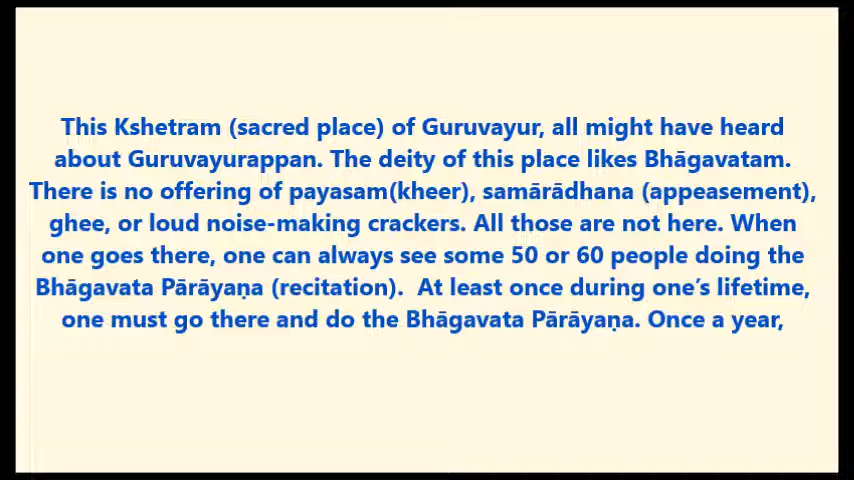 This Kshetram (sacred place) of Guruvayur, all might have heard
about Guruvayurappan. The deity of this place likes Bhāgavatam.
There is no offering of payasam(kheer), samārādhana (appeasement),
ghee, or loud noise-making crackers. All those are not here. When
one goes there, one can always see some 50 or 60 people doing the
Bhāgavata Pārāyaṇa (recitation).  At least once during one’s lifetime,
one must go there and do the Bhāgavata Pārāyaṇa. Once a year,